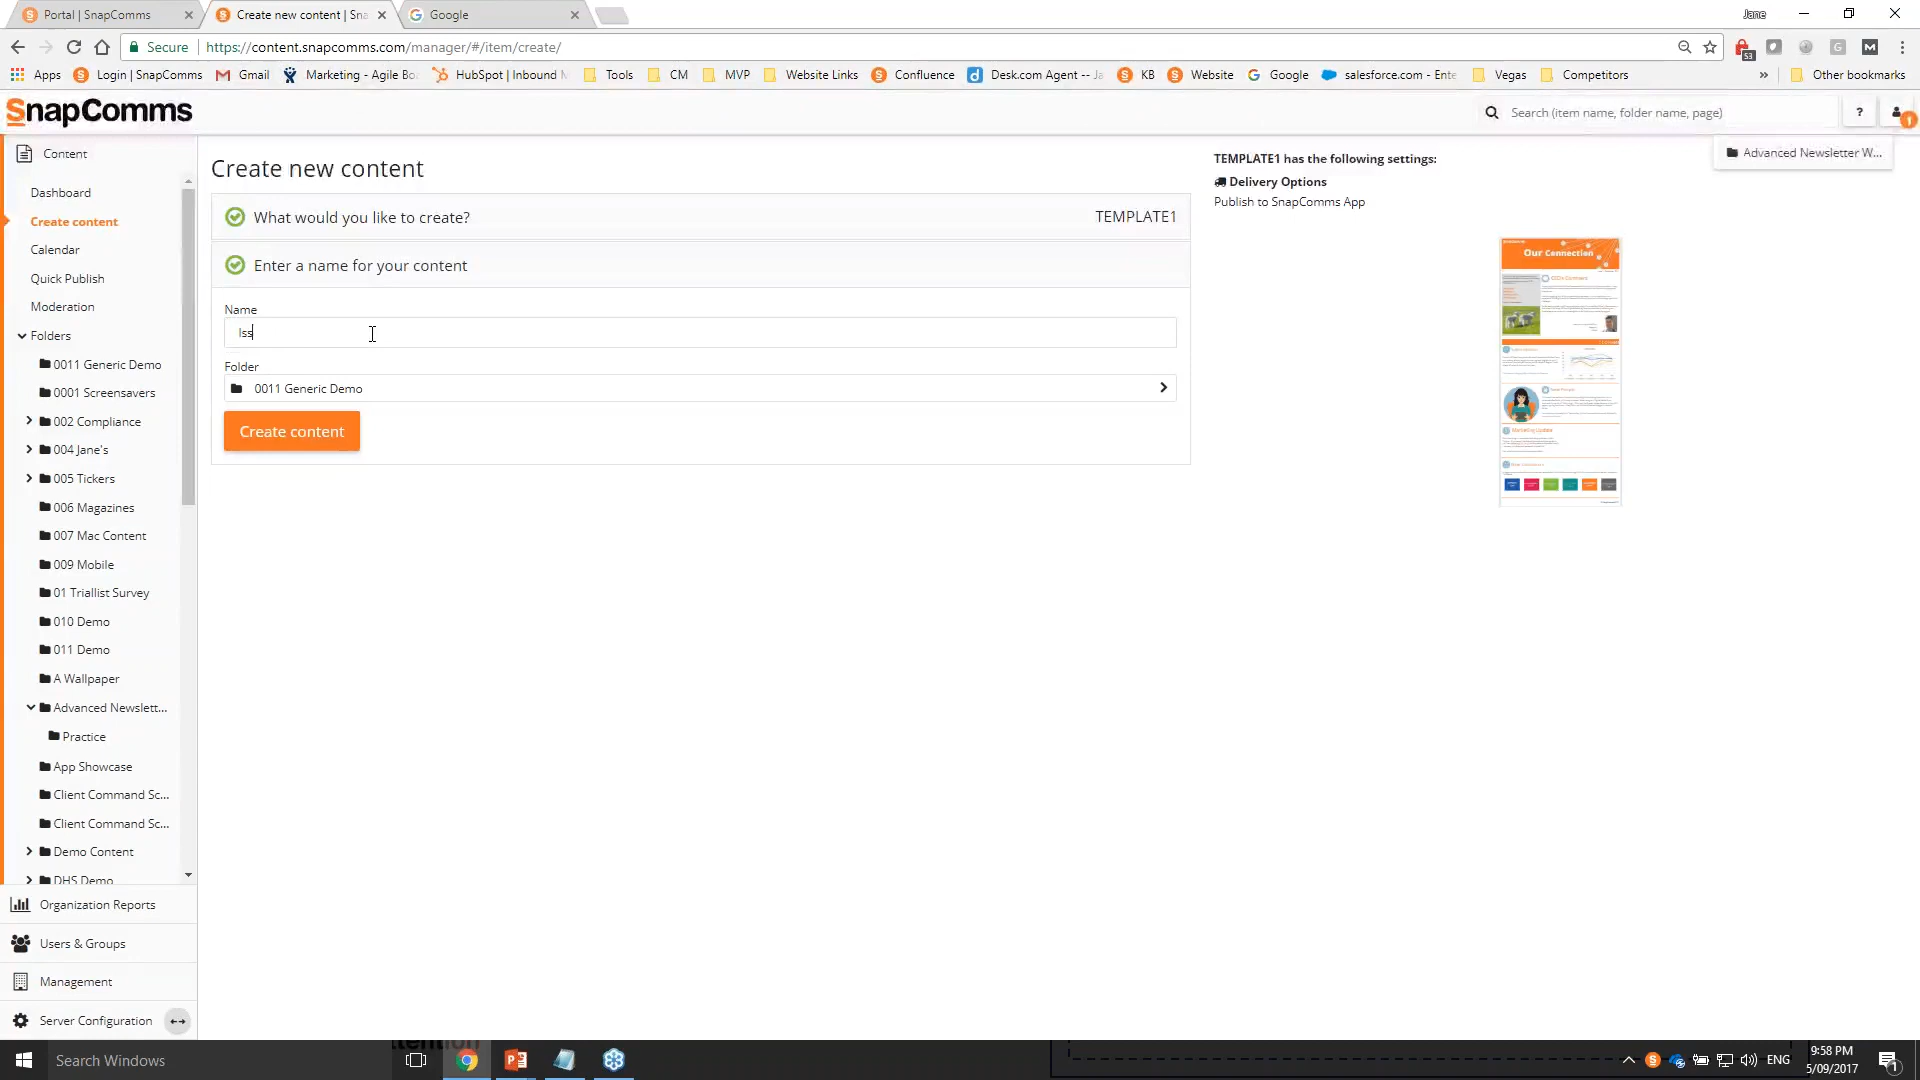 Portal | SnapComms
Create new content | Sna
Google
Jane
Secure
https://content.snapcomms.com/manager/#/item/create/
53
Apps
Login | SnapComms
Gmail
Marketing - Agile Bo
HubSpot | Inbound M
Tools
CM
MVP
Website Links
Confluence
Desk.com Agent -- Ja
KB
Website
Google
salesforce.com - Ente
Vegas
Competitors
»
Other bookmarks
SnapComms
Search (item name, folder name, page)
?
Advanced Newsletter W...
Content
Dashboard
Create content
Calendar
Quick Publish
Moderation
Folders
0011 Generic Demo
0001 Screensavers
002 Compliance
004 Jane's
005 Tickers
006 Magazines
007 Mac Content
009 Mobile
01 Triallist Survey
010 Demo
011 Demo
A Wallpaper
Advanced Newslett...
Practice
App Showcase
Client Command Sc...
Client Command Sc...
Demo Content
DHS Demo
Organization Reports
Users & Groups
Management
Server Configuration
Create new content
What would you like to create?
TEMPLATE1
Enter a name for your content
Name
Iss
Folder
0011 Generic Demo
Create content
TEMPLATE1 has the following settings:
Delivery Options
Publish to SnapComms App
Our Connection
Marketing Update
Search Windows
ENG
9:58 PM
5/09/2017
1